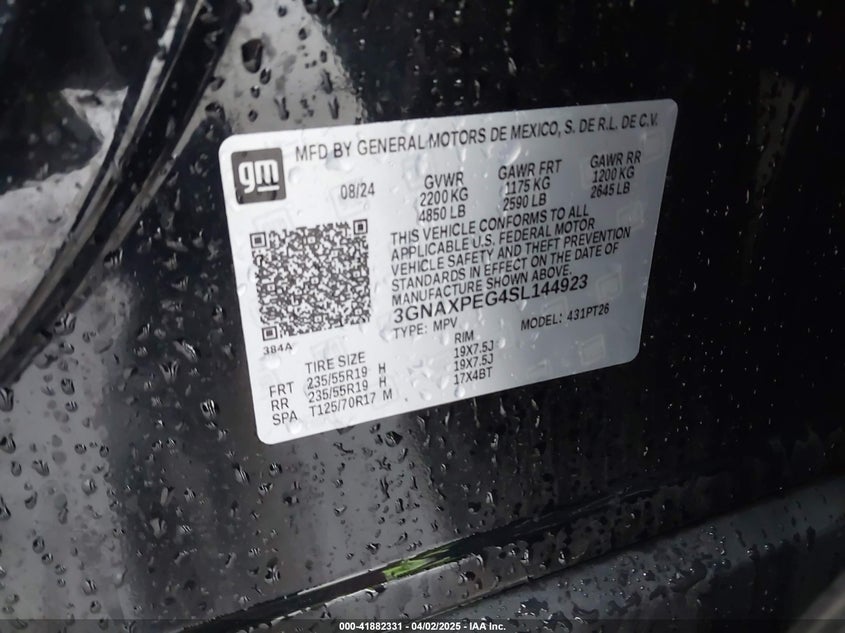 MFD BY GENERAL MOTORS DE MEXICO, S. DE R.L. DE C.V.
gm
08/24 GVWR GAWR FRT GAWR RR
2200 KG 1175 KG 1200 KG
4850 LB 2590 LB 2645 LB
THIS VEHICLE CONFORMS TO ALL
APPLICABLE U.S. FEDERAL MOTOR
VEHICLE SAFETY AND THEFT PREVENTION
STANDARDS IN EFFECT ON THE DATE OF
MANUFACTURE SHOWN ABOVE.
3GNAXPEG4SL144923
TYPE: MPV MODEL: 431PT26
384A
TIRE SIZE RIM
FRT 235/55R19 H 19X7.5J
RR 235/55R19 H 19X7.5J
SPA T125/70R17 M 17X4BT
000-41882331 - 04/02/2025 - IAA Inc.